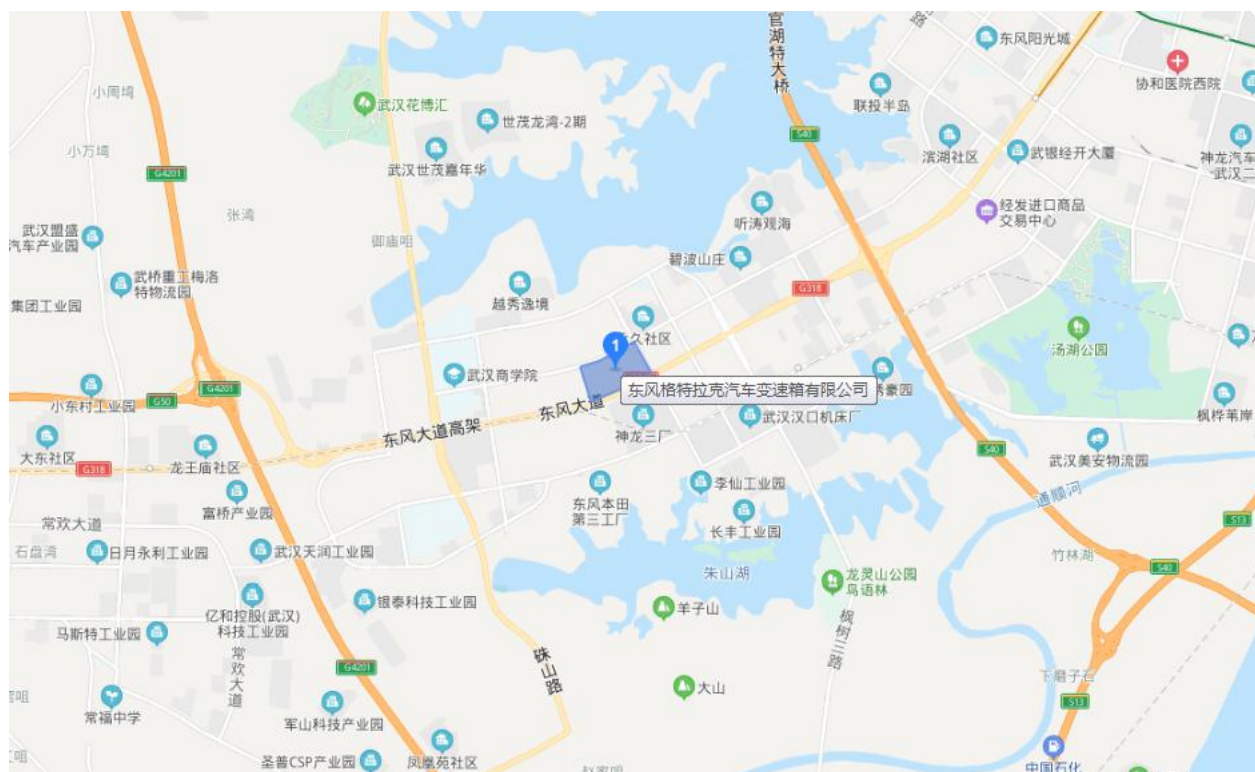 官湖特大桥
路
东风阳光城
协和医院西院
小周塆
武汉花博汇
世茂龙湾-2期
联投半岛
S40
小万塆
武汉世茂嘉年华
滨湖社区
武银经开大厦
神龙汽车
武汉二
G4201
张湾
听涛观海
经发进口商品
交易中心
武汉盟盛
汽车产业园
御庙咀
碧波山庄
武桥重工梅洛
特物流园
越秀逸境
G318
集团工业园
1
久社区
汤湖公园
武汉商学院
东风格特拉克汽车变速箱有限公司
绣豪园
G4201
G50
小东村工业园
东风大道
东风大道高架
神龙三厂
武汉汉口机床厂
枫桦苇岸
大东社区
龙王庙社区
G318
S40
武汉美安物流园
富桥产业园
东风本田
第三工厂
李仙工业园
通顺河
长丰工业园
S13
常欢大道
石盘湾
日月永利工业园
武汉天润工业园
朱山湖
龙灵山公园
鸟语林
竹林湖
S40
亿和控股(武汉)
科技工业园
银泰科技工业园
羊子山
枫树三路
马斯特工业园
常欢大道
G4201
硃山路
大山
下磨子石
S13
咀
常福中学
军山科技产业园
圣普CSP产业园
凤凰苑社区
中国石化
咀